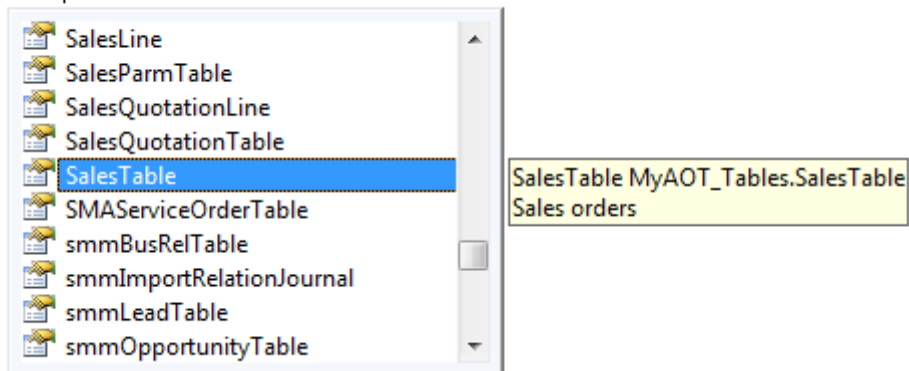 SalesLine
SalesParmTable
SalesQuotationLine
SalesQuotationTable
SalesTable
SalesTable MyAOT_Tables.SalesTable
Sales orders
SMAServiceOrderTable
smmBusRelTable
smmImportRelationJournal
smmLeadTable
smmOpportunityTable